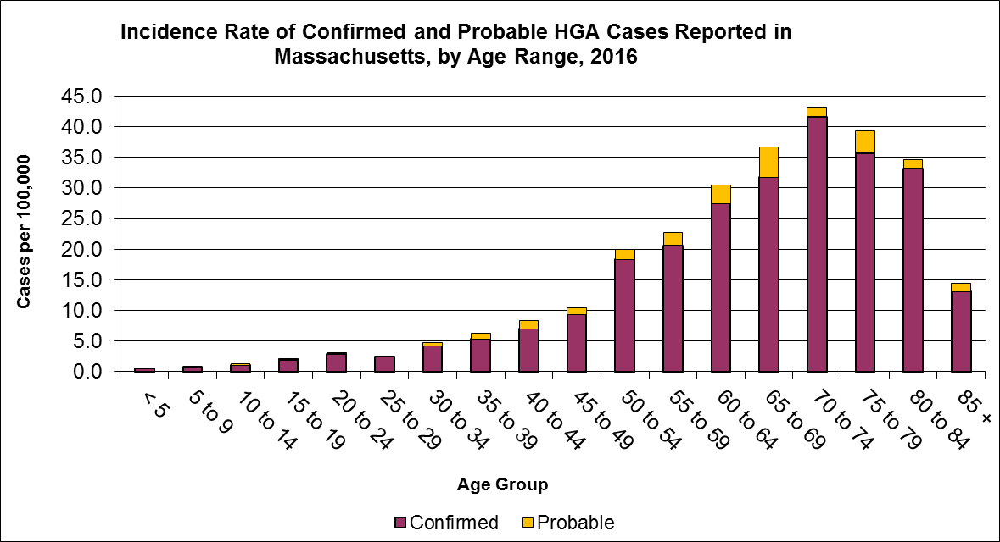 Incidence Rate of Confirmed and Probable HGA Cases Reported in
Massachusetts, by Age Range, 2016
45.0
40.0
35.0
30.0
25.0
20.0
15.0
10.0
5.0
0.0
Cases per 100,000
< 5
5 to 9
10 to 14
15 to 19
20 to 24
25 to 29
30 to 34
35 to 39
40 to 44
45 to 49
50 to 54
55 to 59
60 to 64
65 to 69
70 to 74
75 to 79
80 to 84
85 +
Age Group
Confirmed
Probable